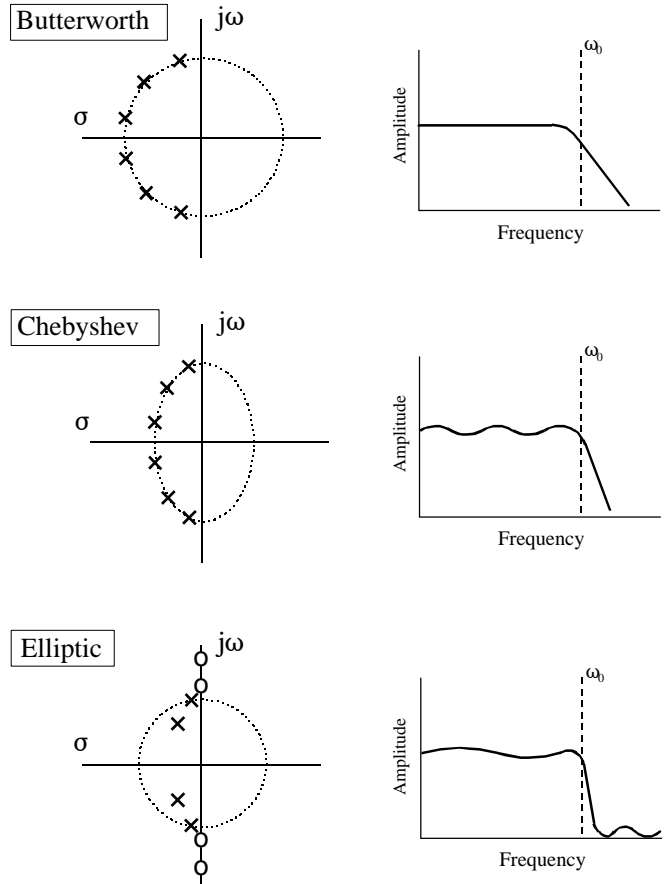 Butterworth
jω
σ
ω0
Amplitude
Frequency
Chebyshev
jω
σ
ω0
Amplitude
Frequency
Elliptic
jω
σ
O
O
O
O
ω0
Amplitude
Frequency